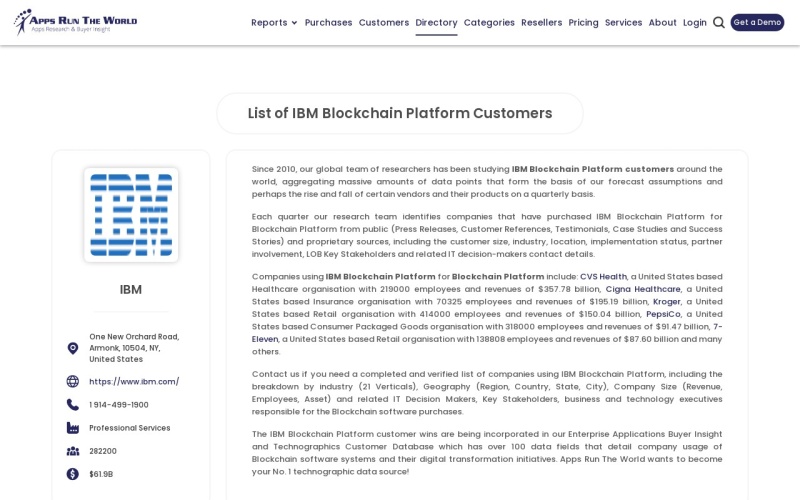 Apps Run The World
Apps Research & Buyer Insight
Reports Purchases Customers Directory Categories Resellers Pricing Services About Login Get a Demo
List of IBM Blockchain Platform Customers
IBM
IBM
One New Orchard Road,
Armonk, 10504, NY,
United States
https://www.ibm.com/
1 914-499-1900
Professional Services
282200
$61.9B
Since 2010, our global team of researchers has been studying IBM Blockchain Platform customers around the
world, aggregating massive amounts of data points that form the basis of our forecast assumptions and
perhaps the rise and fall of certain vendors and their products on a quarterly basis.
Each quarter our research team identifies companies that have purchased IBM Blockchain Platform for
Blockchain Platform from public (Press Releases, Customer References, Testimonials, Case Studies and Success
Stories) and proprietary sources, including the customer size, industry, location, implementation status, partner
involvement, LOB Key Stakeholders and related IT decision-makers contact details.
Companies using IBM Blockchain Platform for Blockchain Platform include: CVS Health, a United States based
Healthcare organisation with 219000 employees and revenues of $357.78 billion, Cigna Healthcare, a United
States based Insurance organisation with 70325 employees and revenues of $195.19 billion, Kroger, a United
States based Retail organisation with 414000 employees and revenues of $150.04 billion, PepsiCo, a United
States based Consumer Packaged Goods organisation with 318000 employees and revenues of $91.47 billion, 7-
Eleven, a United States based Retail organisation with 138808 employees and revenues of $87.60 billion and many
others.
Contact us if you need a completed and verified list of companies using IBM Blockchain Platform, including the
breakdown by industry (21 Verticals), Geography (Region, Country, State, City), Company Size (Revenue,
Employees, Asset) and related IT Decision Makers, Key Stakeholders, business and technology executives
responsible for the Blockchain software purchases.
The IBM Blockchain Platform customer wins are being incorporated in our Enterprise Applications Buyer Insight
and Technographics Customer Database which has over 100 data fields that detail company usage of
Blockchain software systems and their digital transformation initiatives. Apps Run The World wants to become
your No. 1 technographic data source!